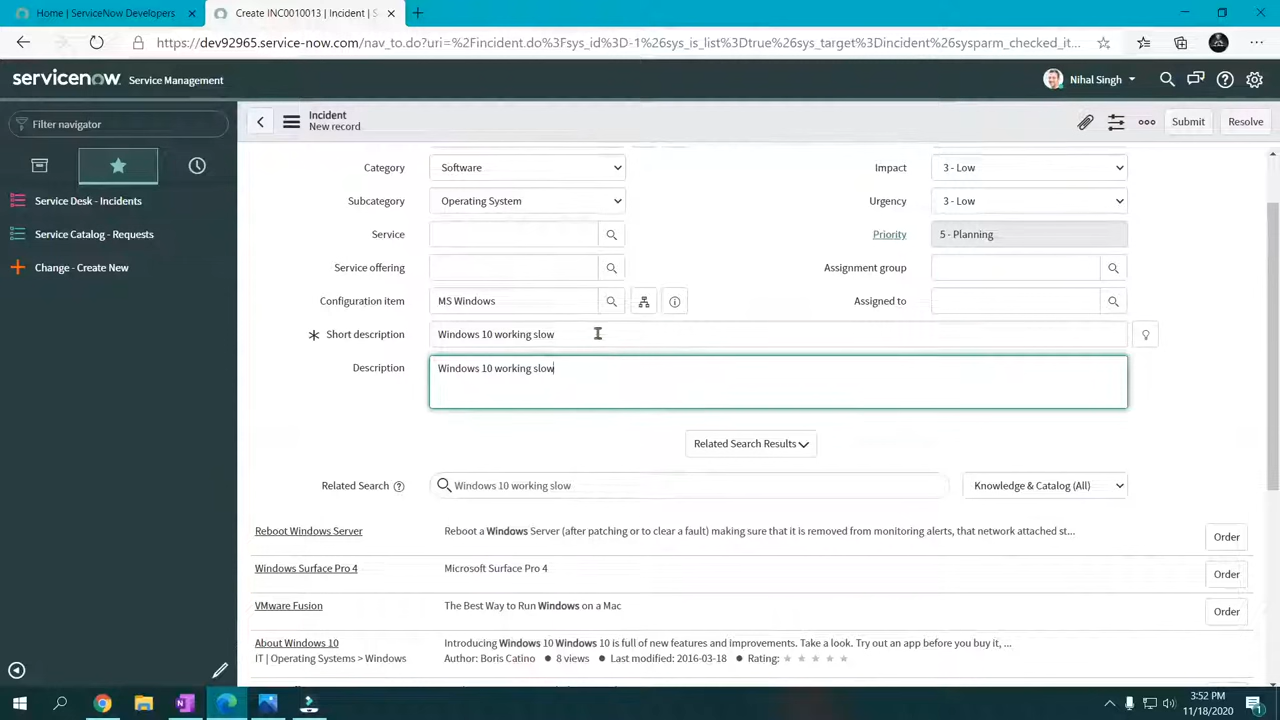 Home | ServiceNow Developers
Create INC0010013 | Incident | S
https://dev92965.service-now.com/nav_to.do?uri=%2Fincident.do%3Fsys_id%3D-1%26sys_is_list%3Dtrue%26sys_target%3Dincident%26sysparm_checked_it...
servicenow. Service Management
Nihal Singh
Filter navigator
Incident
New record
Submit
Resolve
Service Desk - Incidents
Service Catalog - Requests
Change - Create New
Category Software Impact 3 - Low
Subcategory Operating System Urgency 3 - Low
Service Priority 5 - Planning
Service offering Assignment group
Configuration item MS Windows Assigned to
Short description Windows 10 working slow
Description Windows 10 working slow
Related Search Results
Related Search Windows 10 working slow Knowledge & Catalog (All)
Reboot Windows Server Reboot a Windows Server (after patching or to clear a fault) making sure that it is removed from monitoring alerts, that network attached st... Order
Windows Surface Pro 4 Microsoft Surface Pro 4 Order
VMware Fusion The Best Way to Run Windows on a Mac Order
About Windows 10 Introducing Windows 10 Windows 10 is full of new features and improvements. Take a look. Try out an app before you buy it, ...
IT | Operating Systems > Windows Author: Boris Catino 8 views Last modified: 2016-03-18 Rating:
3:52 PM
11/18/2020